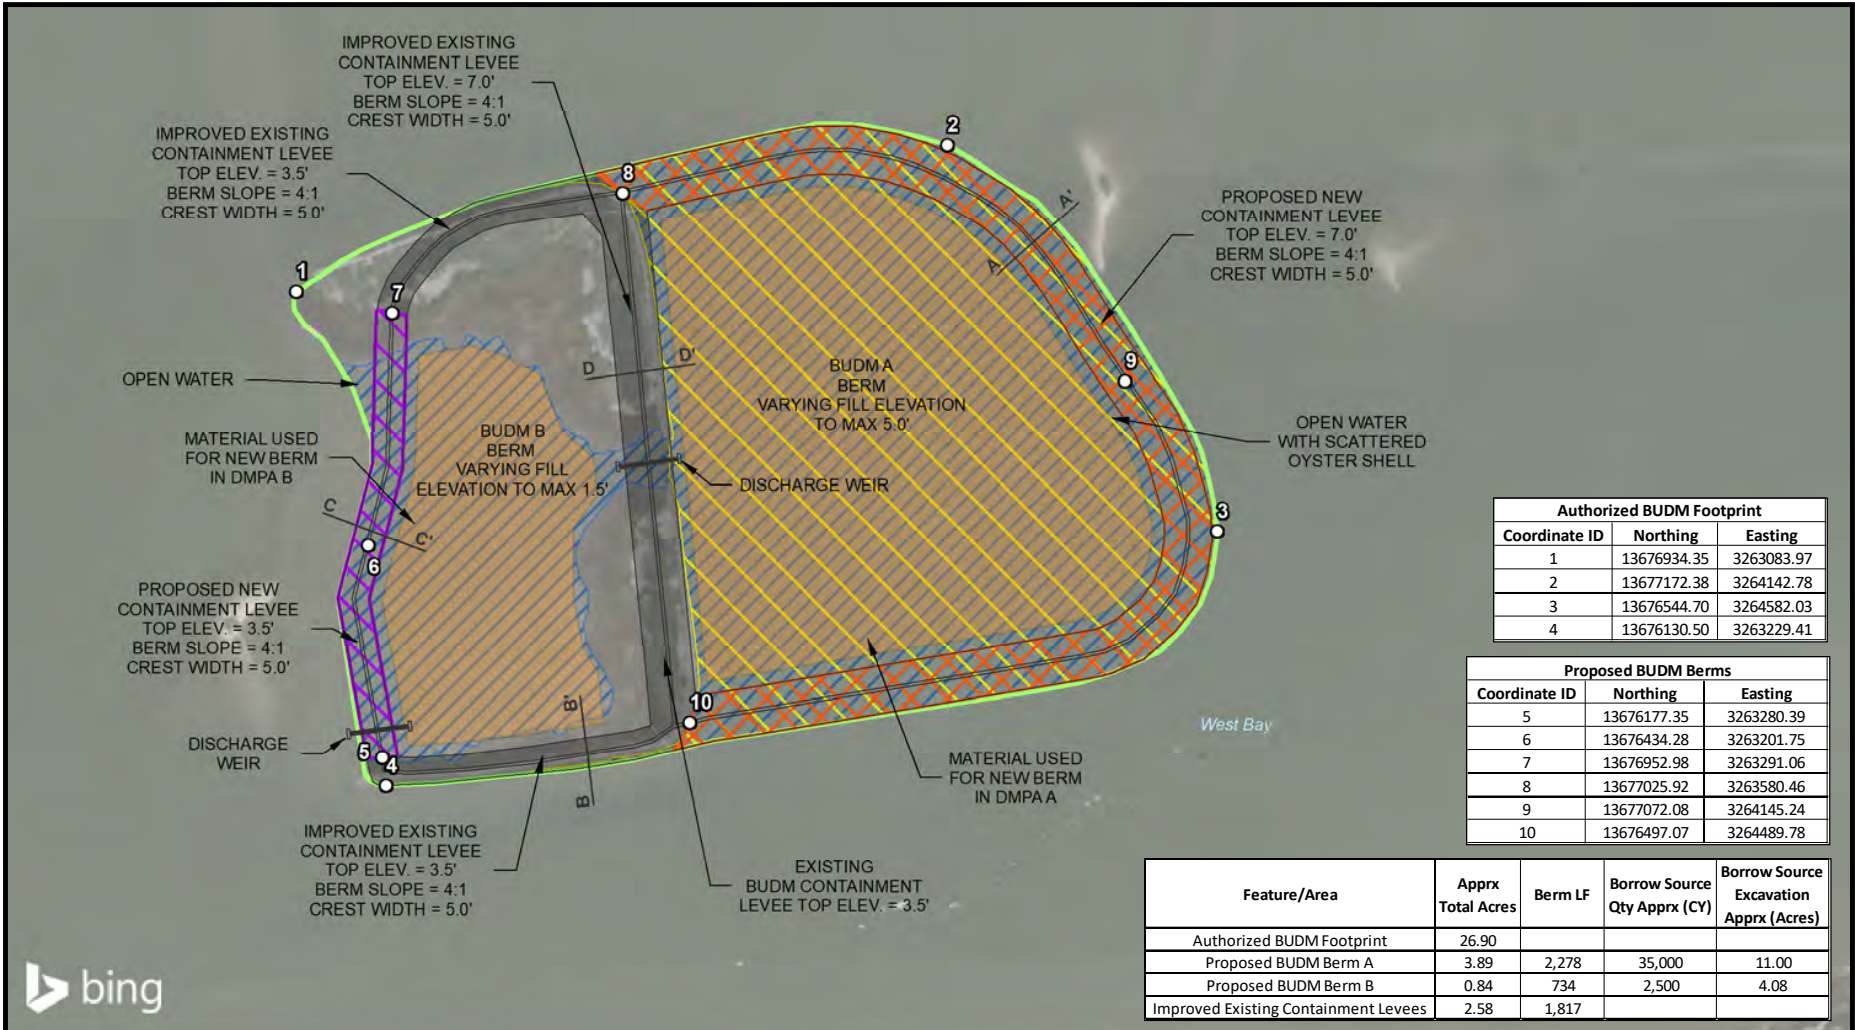 IMPROVED EXISTING
CONTAINMENT LEVEE
TOP ELEV. = 7.0'
BERM SLOPE = 4:1
CREST WIDTH = 5.0'
IMPROVED EXISTING
CONTAINMENT LEVEE
TOP ELEV. = 3.5'
BERM SLOPE = 4:1
CREST WIDTH = 5.0'
2
8
A'
A
PROPOSED NEW
CONTAINMENT LEVEE
TOP ELEV. = 7.0'
BERM SLOPE = 4:1
CREST WIDTH = 5.0'
1
7
OPEN WATER
D
D'
9
BUDM A
BERM
VARYING FILL ELEVATION
TO MAX 5.0'
MATERIAL USED
FOR NEW BERM
IN DMPA B
BUDM B
BERM
VARYING FILL
ELEVATION TO MAX 1.5'
DISCHARGE WEIR
OPEN WATER
WITH SCATTERED
OYSTER SHELL
C
C'
3
6
PROPOSED NEW
CONTAINMENT LEVEE
TOP ELEV. = 3.5'
BERM SLOPE = 4:1
CREST WIDTH = 5.0'
B'
B
10
DISCHARGE
WEIR
5
4
West Bay
MATERIAL USED
FOR NEW BERM
IN DMPA A
IMPROVED EXISTING
CONTAINMENT LEVEE
TOP ELEV. = 3.5'
BERM SLOPE = 4:1
CREST WIDTH = 5.0'
EXISTING
BUDM CONTAINMENT
LEVEE TOP ELEV. = 3.5'
Authorized BUDM Footprint
Coordinate ID Northing Easting
1 13676934.35 3263083.97
2 13677172.38 3264142.78
3 13676544.70 3264582.03
4 13676130.50 3263229.41
Proposed BUDM Berms
Coordinate ID Northing Easting
5 13676177.35 3263280.39
6 13676434.28 3263201.75
7 13676952.98 3263291.06
8 13677025.92 3263580.46
9 13677072.08 3264145.24
10 13676497.07 3264489.78
Feature/Area Apprx Total Acres Berm LF Borrow Source Qty Apprx (CY) Borrow Source Excavation Apprx (Acres)
Authorized BUDM Footprint 26.90
Proposed BUDM Berm A 3.89 2,278 35,000 11.00
Proposed BUDM Berm B 0.84 734 2,500 4.08
Improved Existing Containment Levees 2.58 1,817
bing